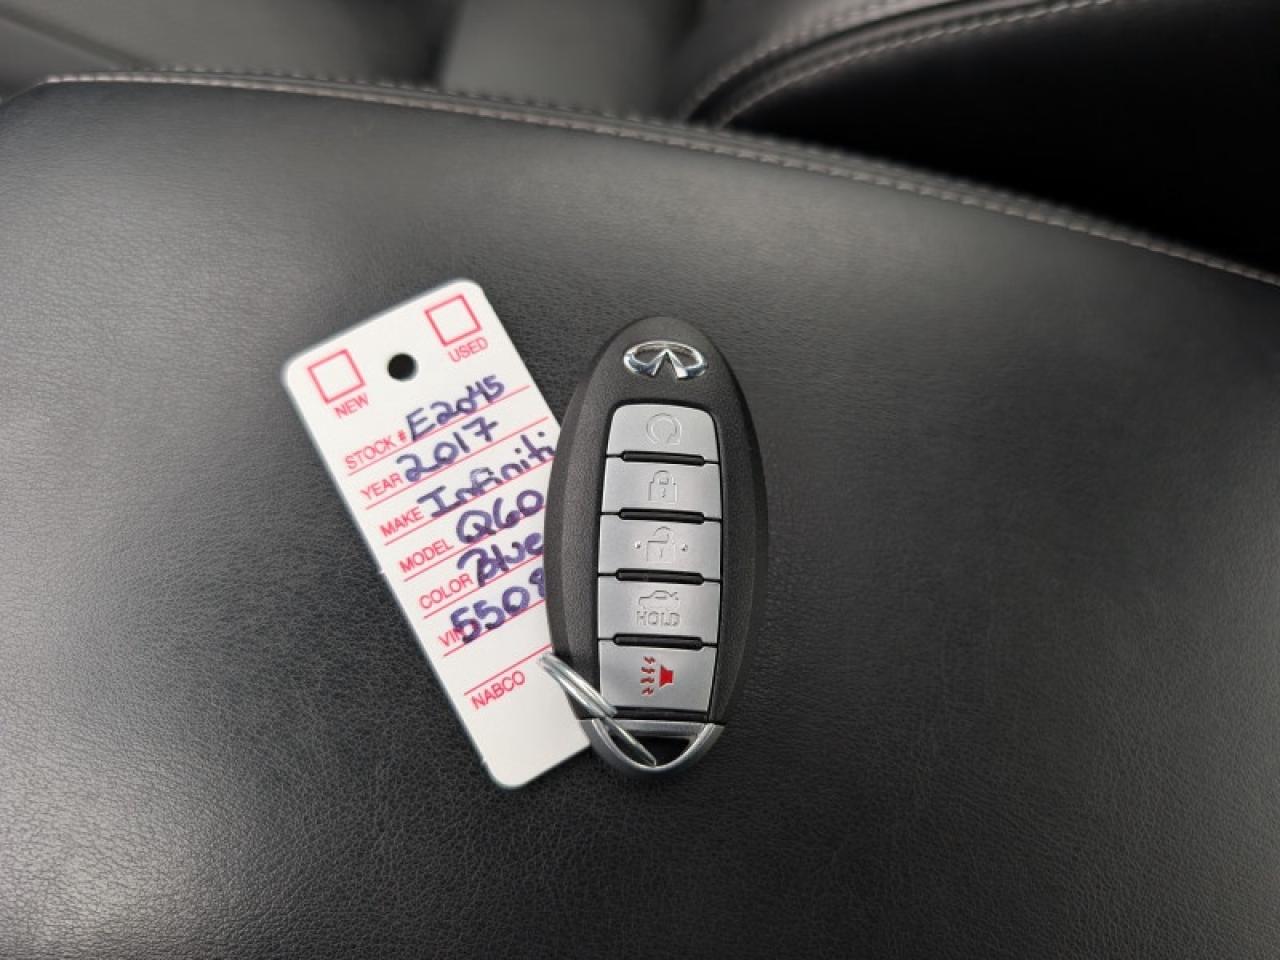 NEW USED
STOCK # E2045
YEAR 2017
MAKE Infiniti
MODEL Q60
COLOR Blue
VIN 5508
NABCO
HOLD